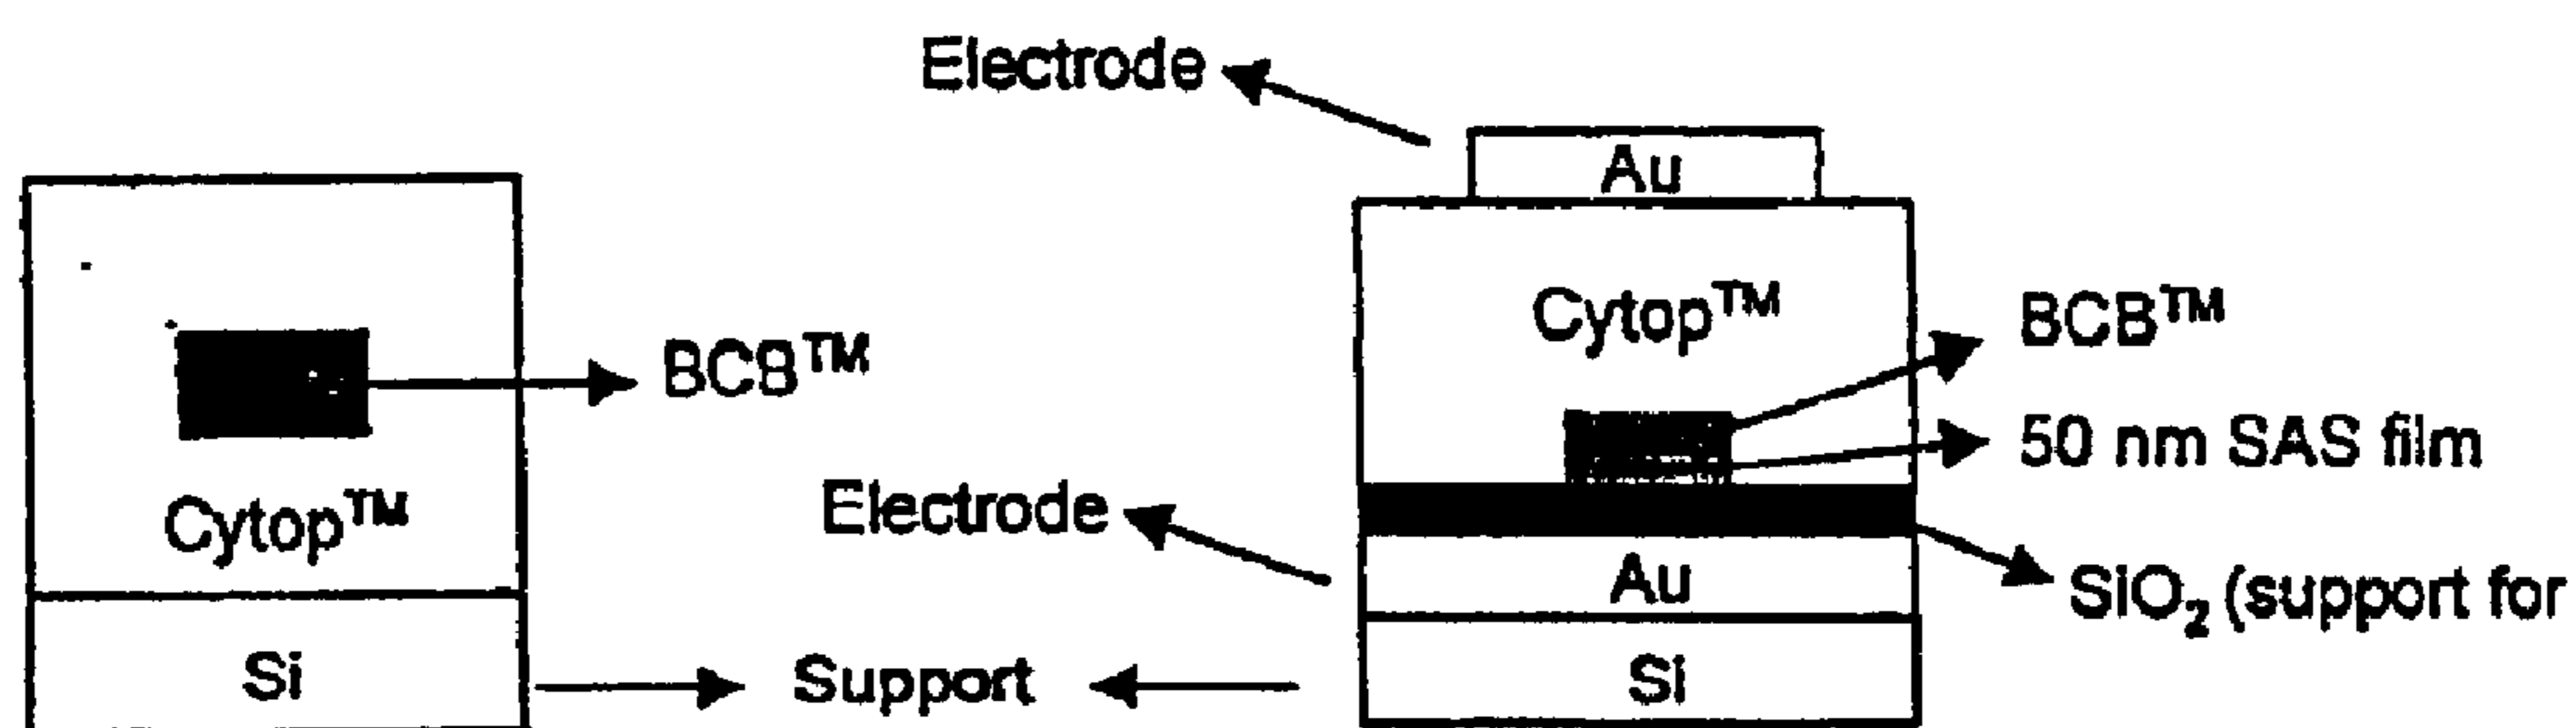 Electrode
Au
BCB™
Cytop™
Si
Support
Cytop™
BCB™
50 nm SAS film
Electrode
SiO₂ (support for
Au
Si